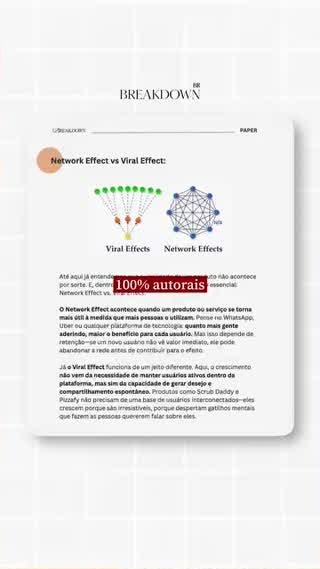 BREAKDOWN BR
BREAKDOWN
PAPER
Network Effect vs Viral Effect:
Viral Effects
Network Effects
Até aqui já entende
to não acontece
100% autorais
por sorte. E, dentro
essencial:
Network Effect vs. Viral Effect.
O Network Effect acontece quando um produto ou serviço se torna
mais útil à medida que mais pessoas o utilizam. Pense no WhatsApp,
Uber ou qualquer plataforma de tecnologia: quanto mais gente
aderindo, maior o benefício para cada usuário. Mas isso depende de
retenção—se um novo usuário não vê valor imediato, ele pode
abandonar a rede antes de contribuir para o efeito.
Já o Viral Effect funciona de um jeito diferente. Aqui, o crescimento
não vem da necessidade de manter usuários ativos dentro da
plataforma, mas sim da capacidade de gerar desejo e
compartilhamento espontâneo. Produtos como Scrub Daddy e
Pizzafy não precisam de uma base de usuários interconectados—eles
crescem porque são irresistíveis, porque despertam gatilhos mentais
que fazem as pessoas quererem falar sobre eles.